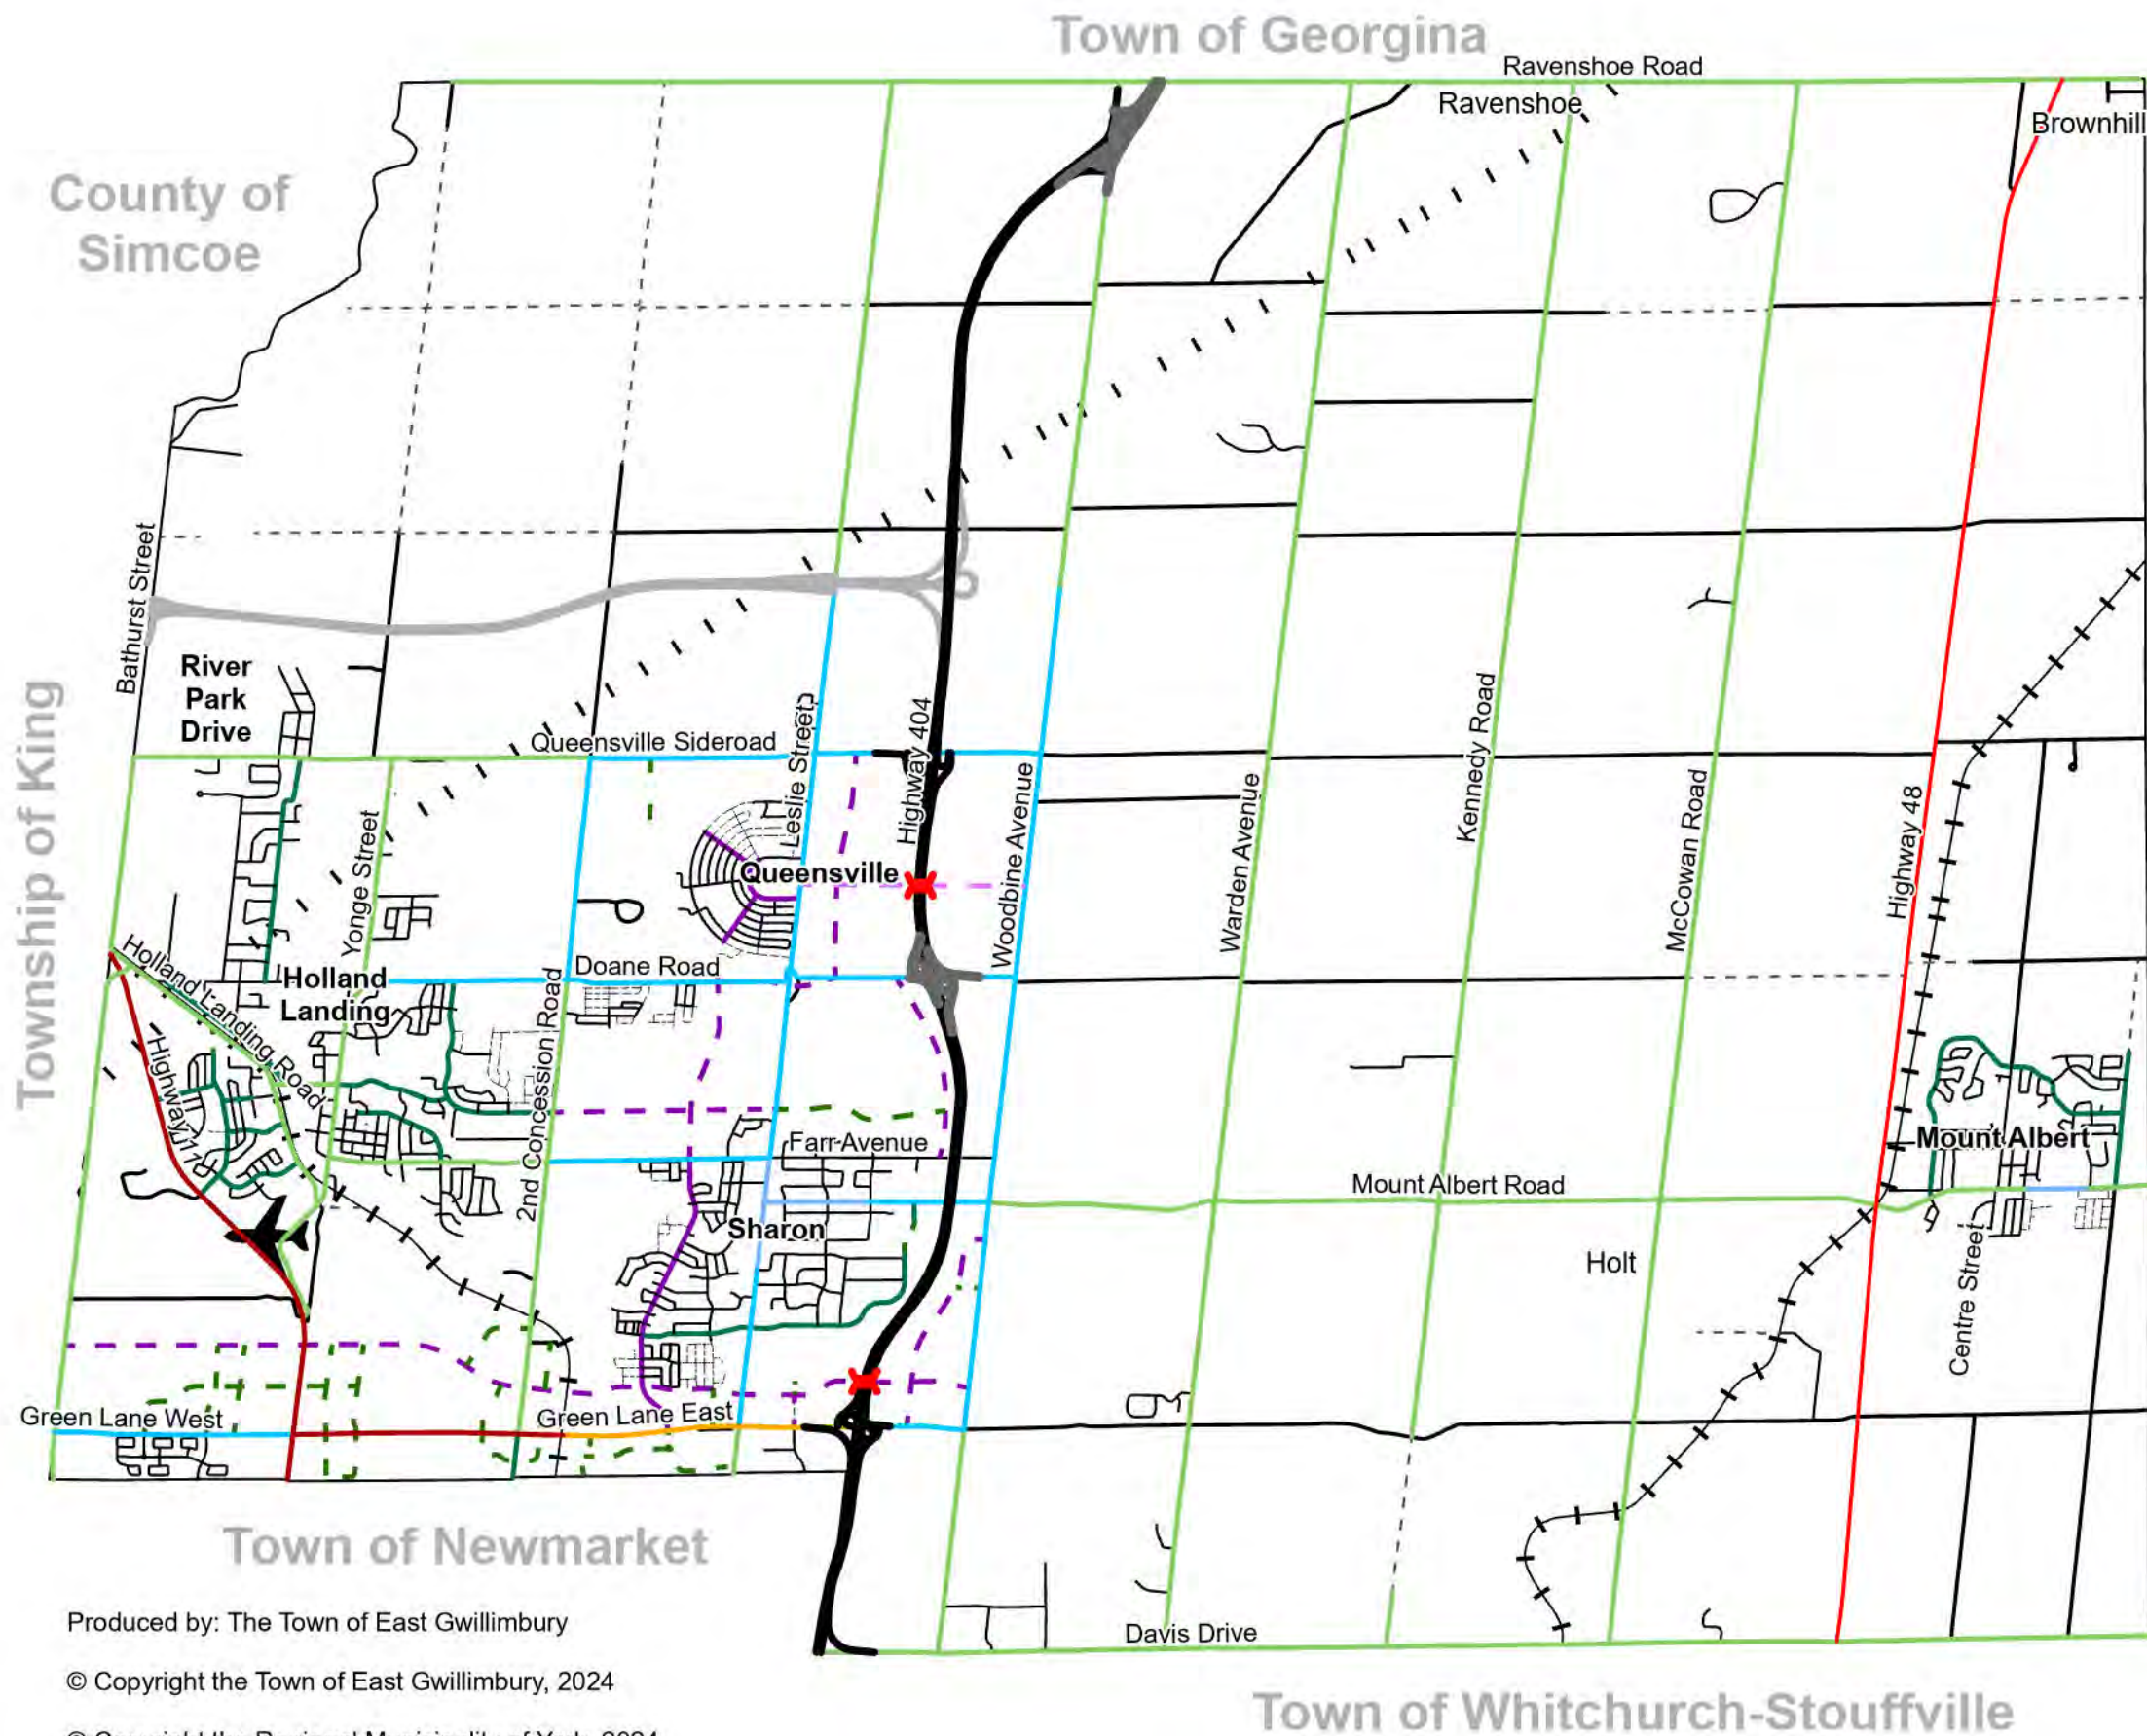 Town of Georgina
Ravenshoe Road
Ravenshoe
Brownhill
County of
Simcoe
Bathurst Street
River
Park
Drive
Township of King
Queensville Sideroad
Leslie Street
Highway 404
Woodbine Avenue
Warden Avenue
Kennedy Road
McCowan Road
Highway 48
Yonge Street
Queensville
Holland Landing Road
Holland
Landing
Doane Road
2nd Concession Road
Highway 11
Farr Avenue
Mount Albert
Mount Albert Road
Sharon
Holt
Centre Street
Green Lane West
Green Lane East
Town of Newmarket
Davis Drive
Produced by: The Town of East Gwillimbury
© Copyright the Town of East Gwillimbury, 2024
Town of Whitchurch-Stouffville